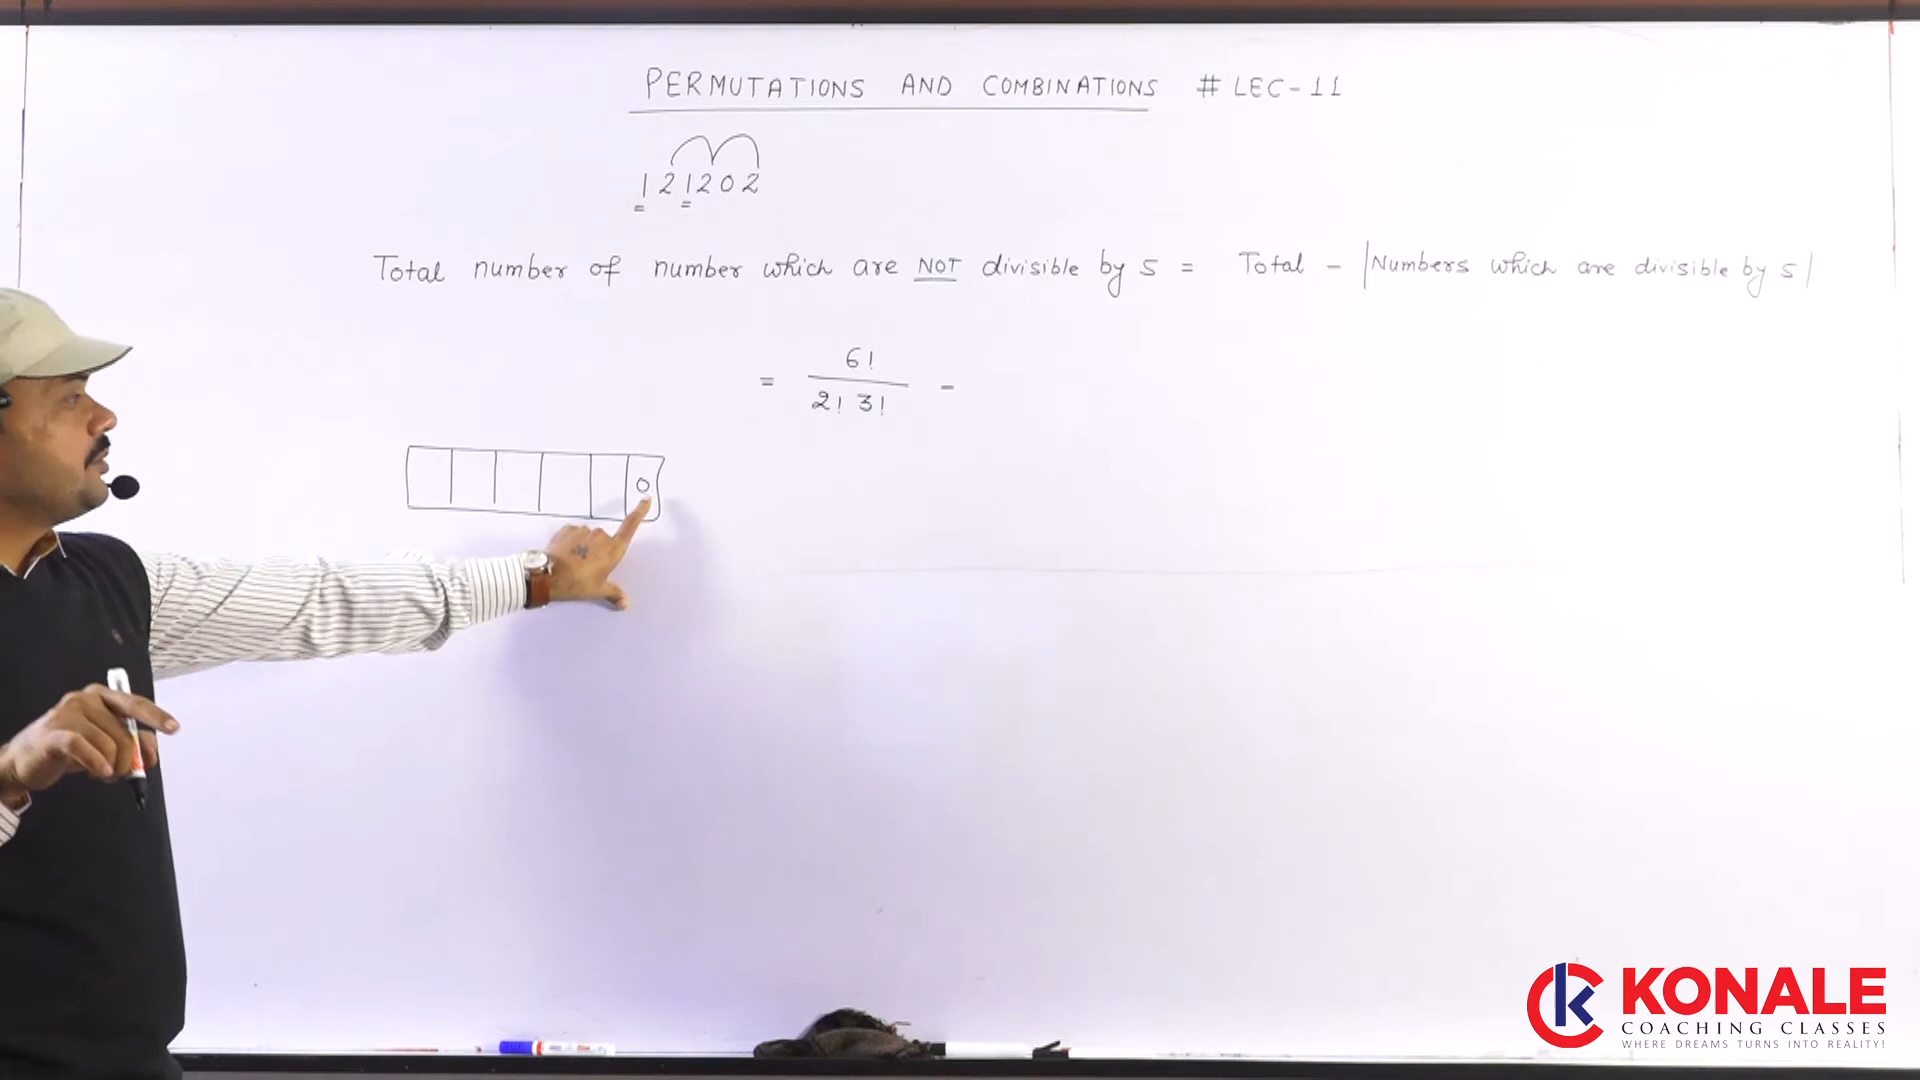 PERMUTATIONS AND COMBINATIONS # LEC-11
121202
Total number of number which are NOT divisible by 5 = Total - |Numbers which are divisible by 5|
= 6! / 2! 3! -
0
KONALE
COACHING CLASSES
WHERE DREAMS TURNS INTO REALITY!